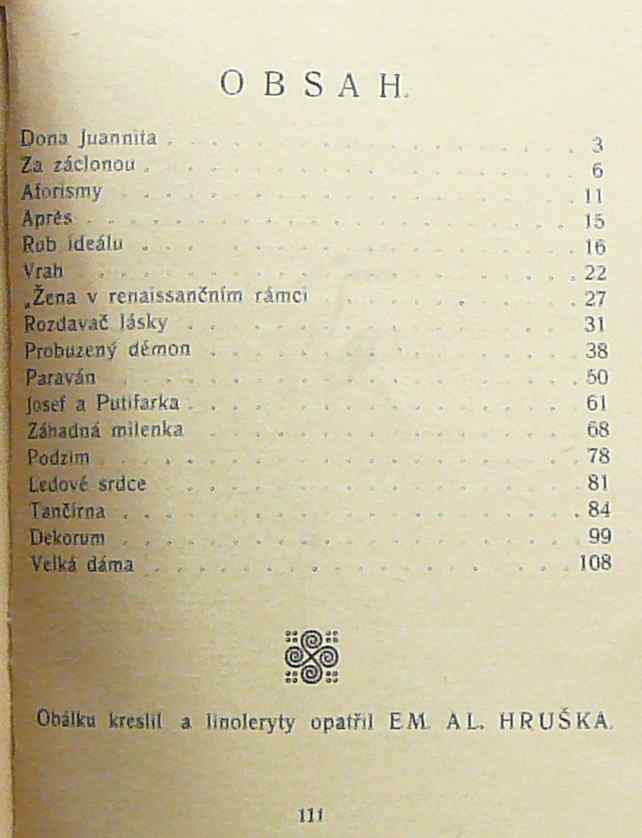 OBSAH.
Dona Juannita . . . . . . . . . . . . . . . . . . . 3
Za záclonou . . . . . . . . . . . . . . . . . . . . 6
Aforismy . . . . . . . . . . . . . . . . . . . . 11
Après . . . . . . . . . . . . . . . . . . . . . . 15
Rub ideálu . . . . . . . . . . . . . . . . . . . 16
Vrah . . . . . . . . . . . . . . . . . . . . . . 22
„Žena v renaissančním rámci . . . . . . . . . . . 27
Rozdavač lásky . . . . . . . . . . . . . . . . . 31
Probuzený démon . . . . . . . . . . . . . . . . 38
Paraván . . . . . . . . . . . . . . . . . . . . 50
Josef a Putifarka . . . . . . . . . . . . . . . . 61
Záhadná milenka . . . . . . . . . . . . . . . . 68
Podzim . . . . . . . . . . . . . . . . . . . . . 78
Ledové srdce . . . . . . . . . . . . . . . . . . 81
Tančírna . . . . . . . . . . . . . . . . . . . . 84
Dekorum . . . . . . . . . . . . . . . . . . . . 99
Velká dáma . . . . . . . . . . . . . . . . . . 108
Obálku kreslil a linoleryty opatřil EM. AL. HRUŠKA.
111